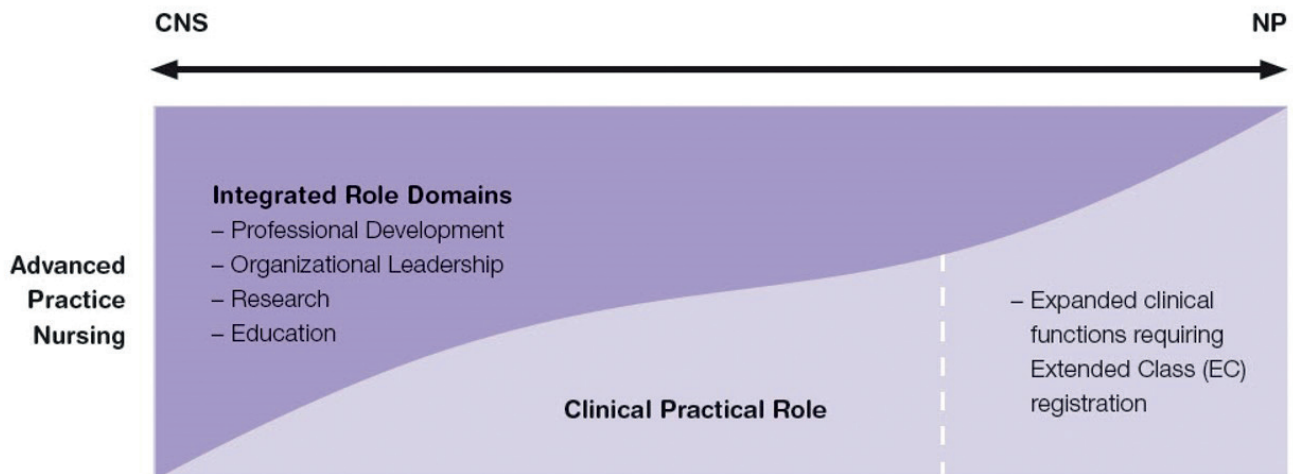 CNS
NP
Advanced
Practice
Nursing
Integrated Role Domains
– Professional Development
– Organizational Leadership
– Research
– Education
Clinical Practical Role
– Expanded clinical
functions requiring
Extended Class (EC)
registration